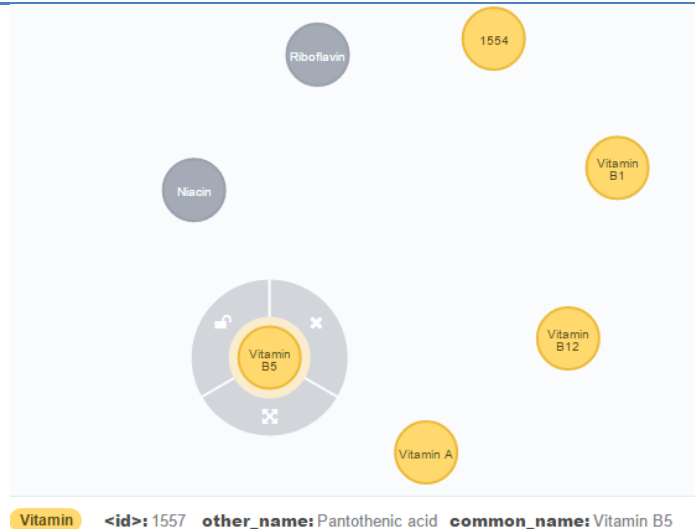 Riboflavin
1554
Vitamin
B1
Niacin
Vitamin
B12
Vitamin
B5
Vitamin A
Vitamin <id>: 1557 other_name: Pantothenic acid common_name: Vitamin B5